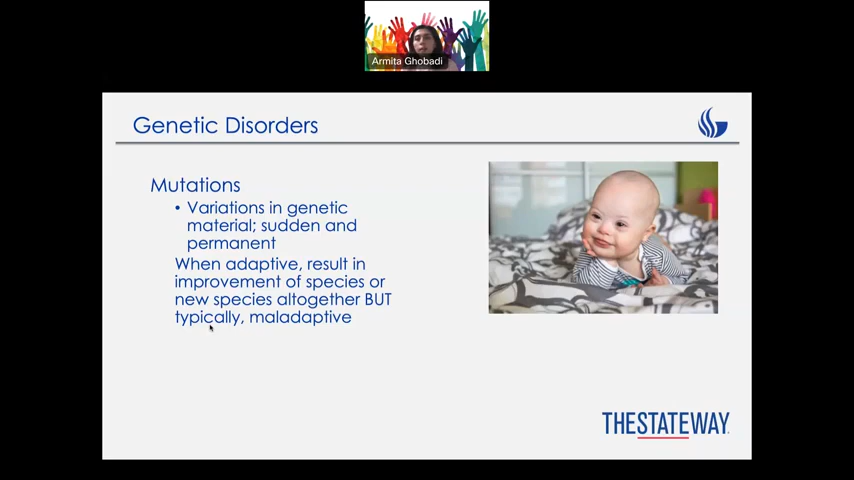 Armita Ghobadi
Genetic Disorders
Mutations
• Variations in genetic
material; sudden and
permanent
When adaptive, result in
improvement of species or
new species altogether BUT
typically, maladaptive
THESTATEWAY.